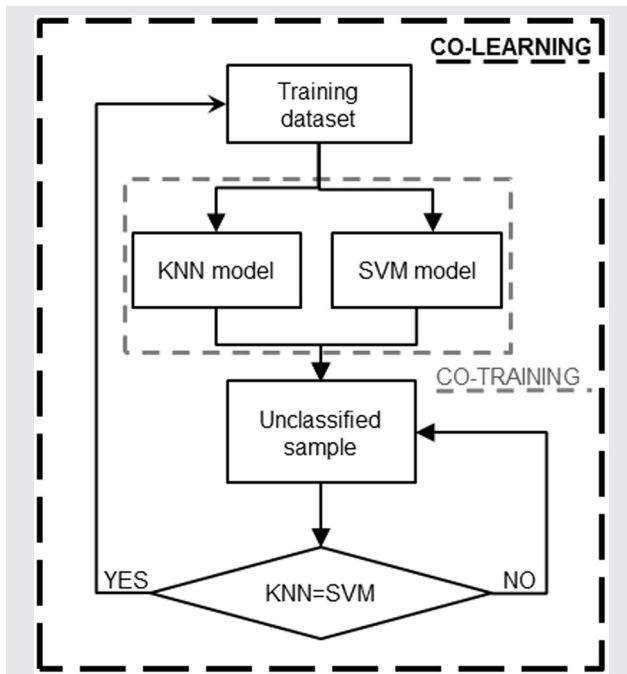 CO-LEARNING
Training
dataset
KNN model
SVM model
CO-TRAINING
Unclassified
sample
YES
KNN=SVM
NO